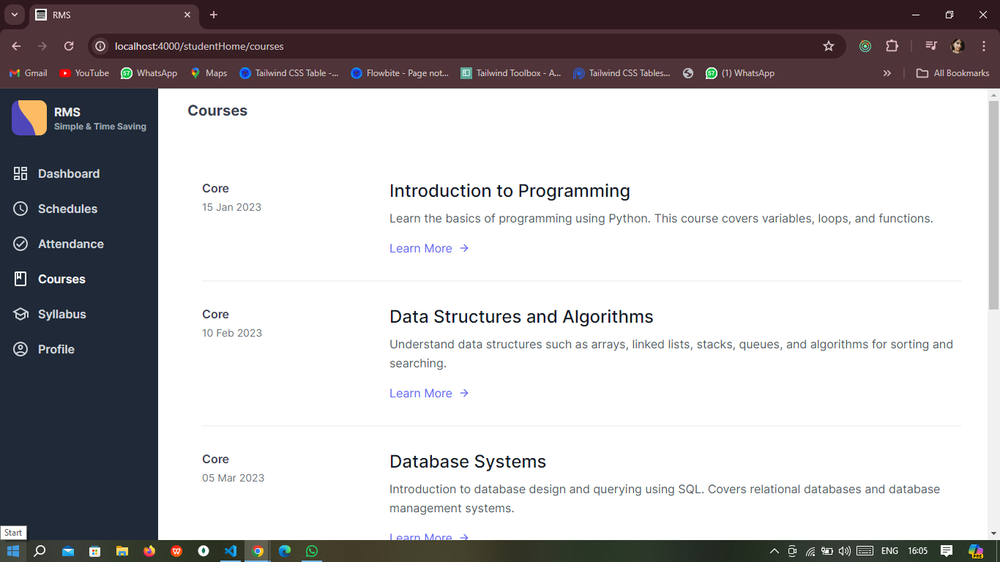 RMS
localhost:4000/studentHome/courses
Gmail YouTube WhatsApp Maps Tailwind CSS Table -... Flowbite - Page not... Tailwind Toolbox - A... Tailwind CSS Tables... (1) WhatsApp All Bookmarks
RMS
Simple & Time Saving
Dashboard
Schedules
Attendance
Courses
Syllabus
Profile
Courses
Core
15 Jan 2023
Introduction to Programming
Learn the basics of programming using Python. This course covers variables, loops, and functions.
Learn More
Core
10 Feb 2023
Data Structures and Algorithms
Understand data structures such as arrays, linked lists, stacks, queues, and algorithms for sorting and
searching.
Learn More
Core
05 Mar 2023
Database Systems
Introduction to database design and querying using SQL. Covers relational databases and database
management systems.
Learn More
Start
ENG 16:05
PRE